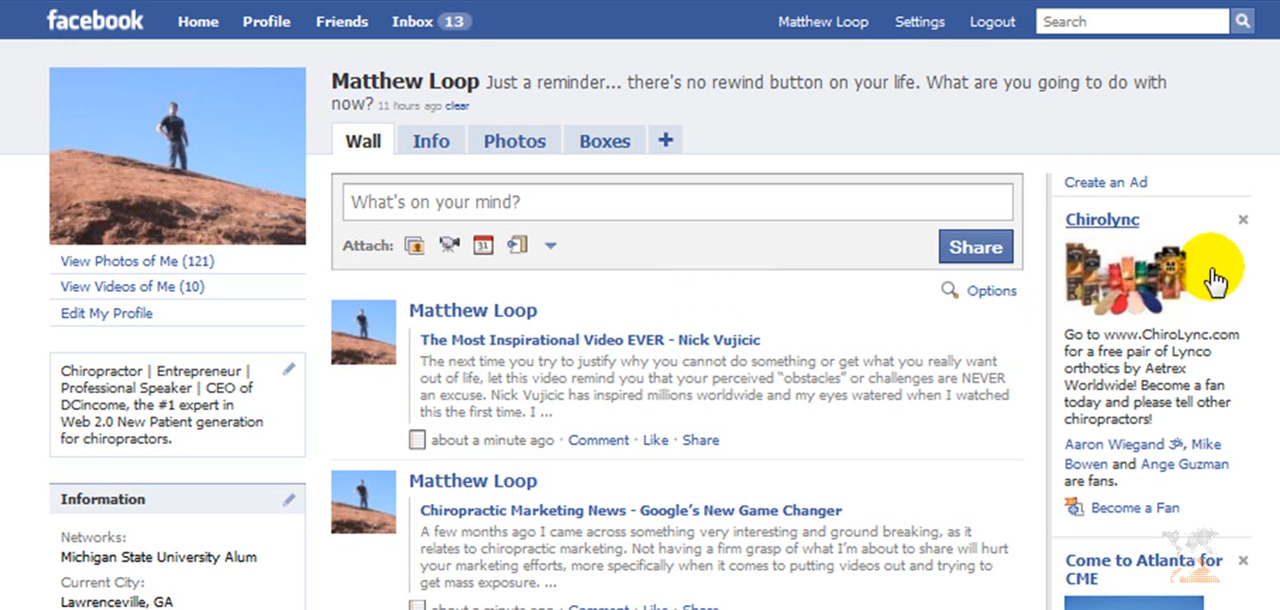 facebook Home Profile Friends Inbox 13 Matthew Loop Settings Logout Search
Matthew Loop Just a reminder... there's no rewind button on your life. What are you going to do with
now? 11 hours ago clear
Wall Info Photos Boxes +
What's on your mind?
Attach: 31 Share
Options
View Photos of Me (121)
View Videos of Me (10)
Edit My Profile
Chiropractor | Entrepreneur |
Professional Speaker | CEO of
DCincome, the #1 expert in
Web 2.0 New Patient generation
for chiropractors.
Information
Networks:
Michigan State University Alum
Current City:
Lawrenceville, GA
Matthew Loop
The Most Inspirational Video EVER - Nick Vujicic
The next time you try to justify why you cannot do something or get what you really want
out of life, let this video remind you that your perceived “obstacles” or challenges are NEVER
an excuse. Nick Vujicic has inspired millions worldwide and my eyes watered when I watched
this the first time. I ...
about a minute ago · Comment · Like · Share
Matthew Loop
Chiropractic Marketing News - Google’s New Game Changer
A few months ago I came across something very interesting and ground breaking, as it
relates to chiropractic marketing. Not having a firm grasp of what I’m about to share will hurt
your marketing efforts, more specifically when it comes to putting videos out and trying to
get mass exposure. ...
about a minute ago · Comment · Like · Share
Create an Ad
Chirolync
Go to www.ChiroLync.com
for a free pair of Lynco
orthotics by Aetrex
Worldwide! Become a fan
today and please tell other
chiropractors!
Aaron Wiegand ॐ, Mike
Bowen and Ange Guzman
are fans.
Become a Fan
Come to Atlanta for
CME